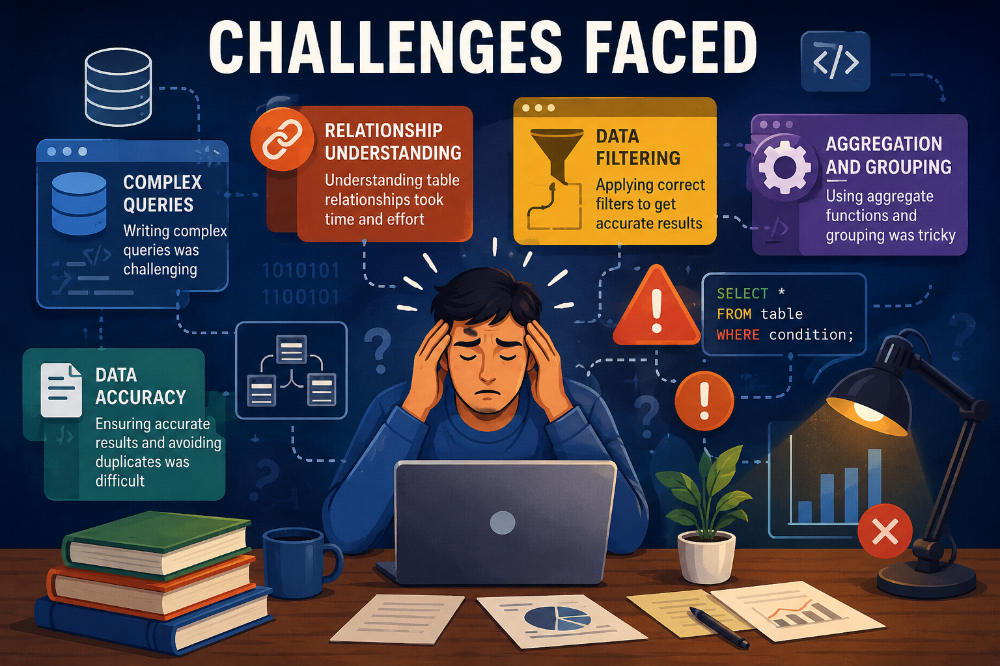 CHALLENGES FACED
</>
COMPLEX
QUERIES
Writing complex
queries was
challenging
</>
RELATIONSHIP
UNDERSTANDING
Understanding table
relationships took
time and effort
DATA
FILTERING
Applying correct
filters to get
accurate results
AGGREGATION
AND GROUPING
Using aggregate
functions and
grouping was tricky
</>
1010101
1100101
SELECT *
FROM table
WHERE condition;
DATA
ACCURACY
Ensuring accurate
results and avoiding
duplicates was
difficult
</>